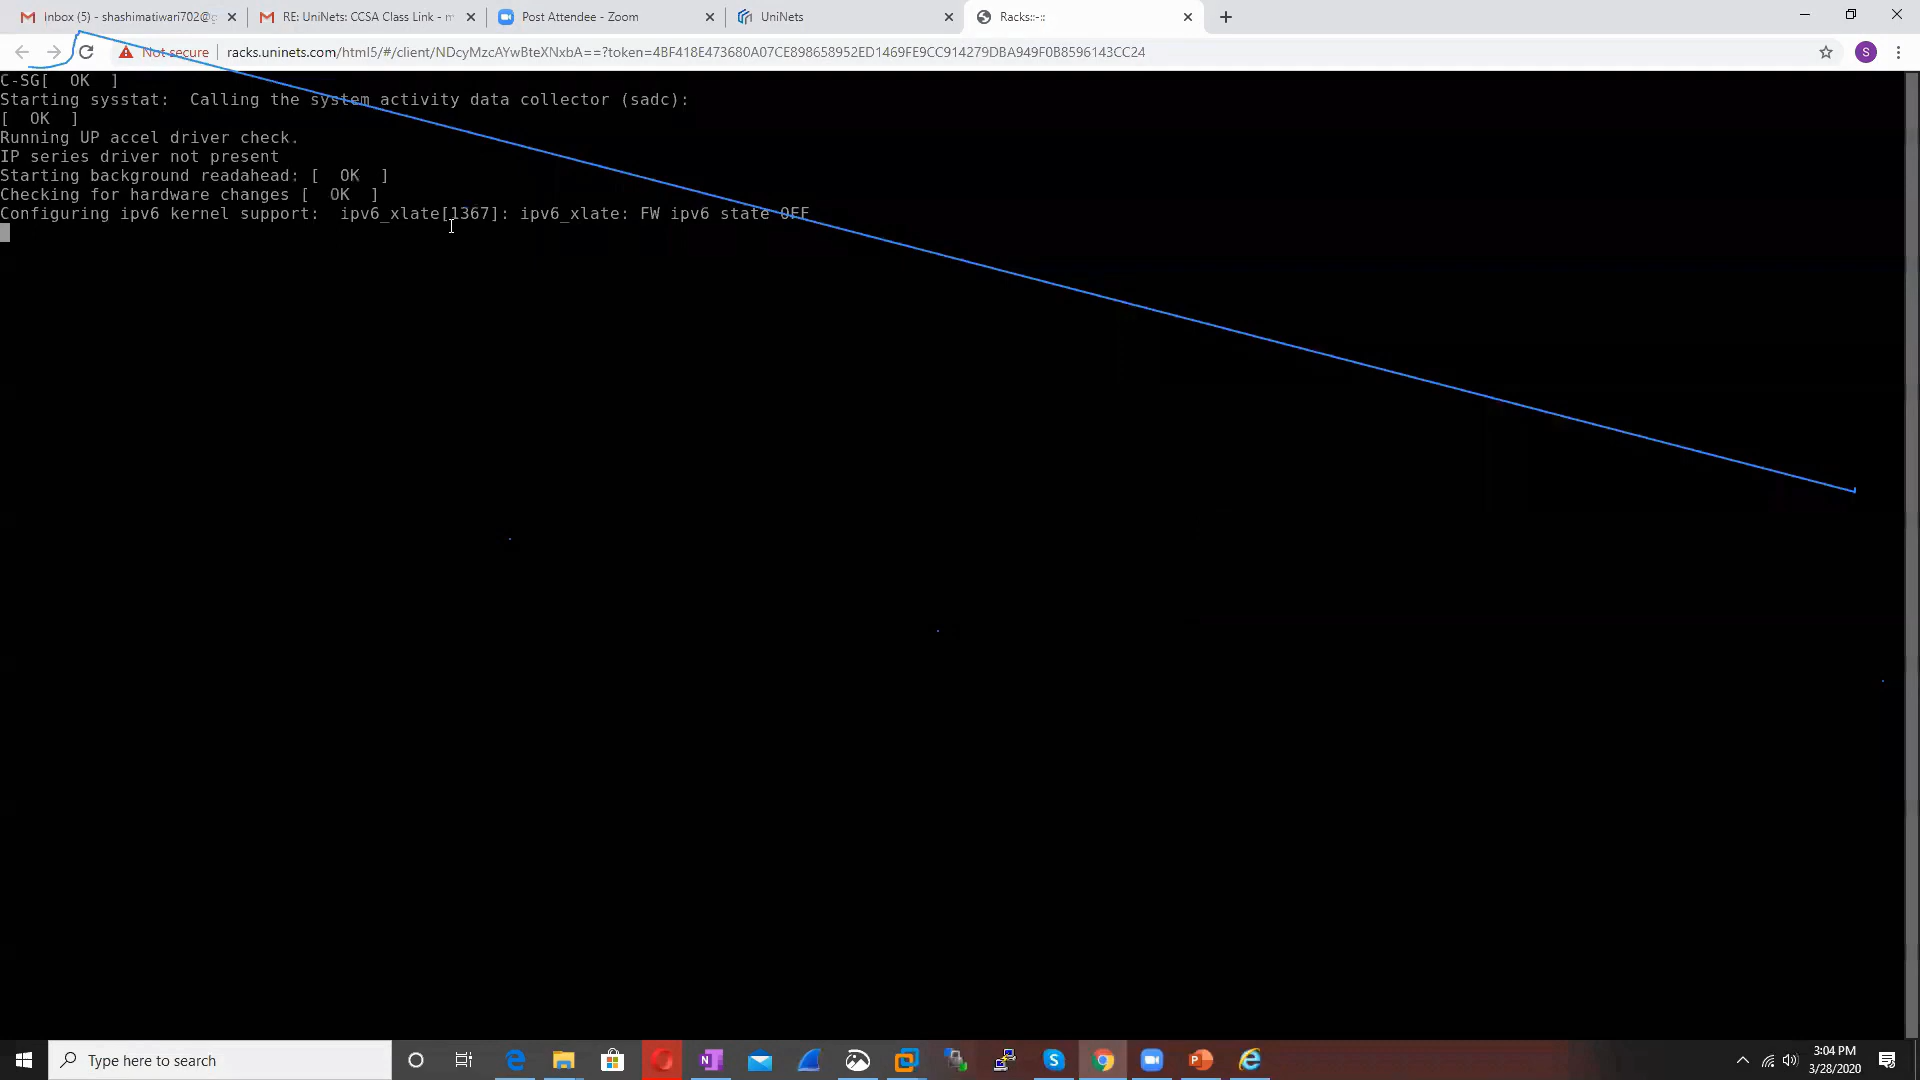 Inbox (5) - shashimatiwari702@g
RE: UniNets: CCSA Class Link - m
Post Attendee - Zoom
UniNets
Racks::-::
Not secure
racks.uninets.com/html5/#/client/NDcyMzcAYwBteXNxbA==?token=4BF418E473680A07CE898658952ED1469FE9CC914279DBA949F0B8596143CC24
S
C-SG[  OK  ]
Starting sysstat:  Calling the system activity data collector (sadc):
[  OK  ]
Running UP accel driver check.
IP series driver not present
Starting background readahead: [  OK  ]
Checking for hardware changes [  OK  ]
Configuring ipv6 kernel support:  ipv6_xlate[1367]: ipv6_xlate: FW ipv6 state OFF
Type here to search
3:04 PM
3/28/2020